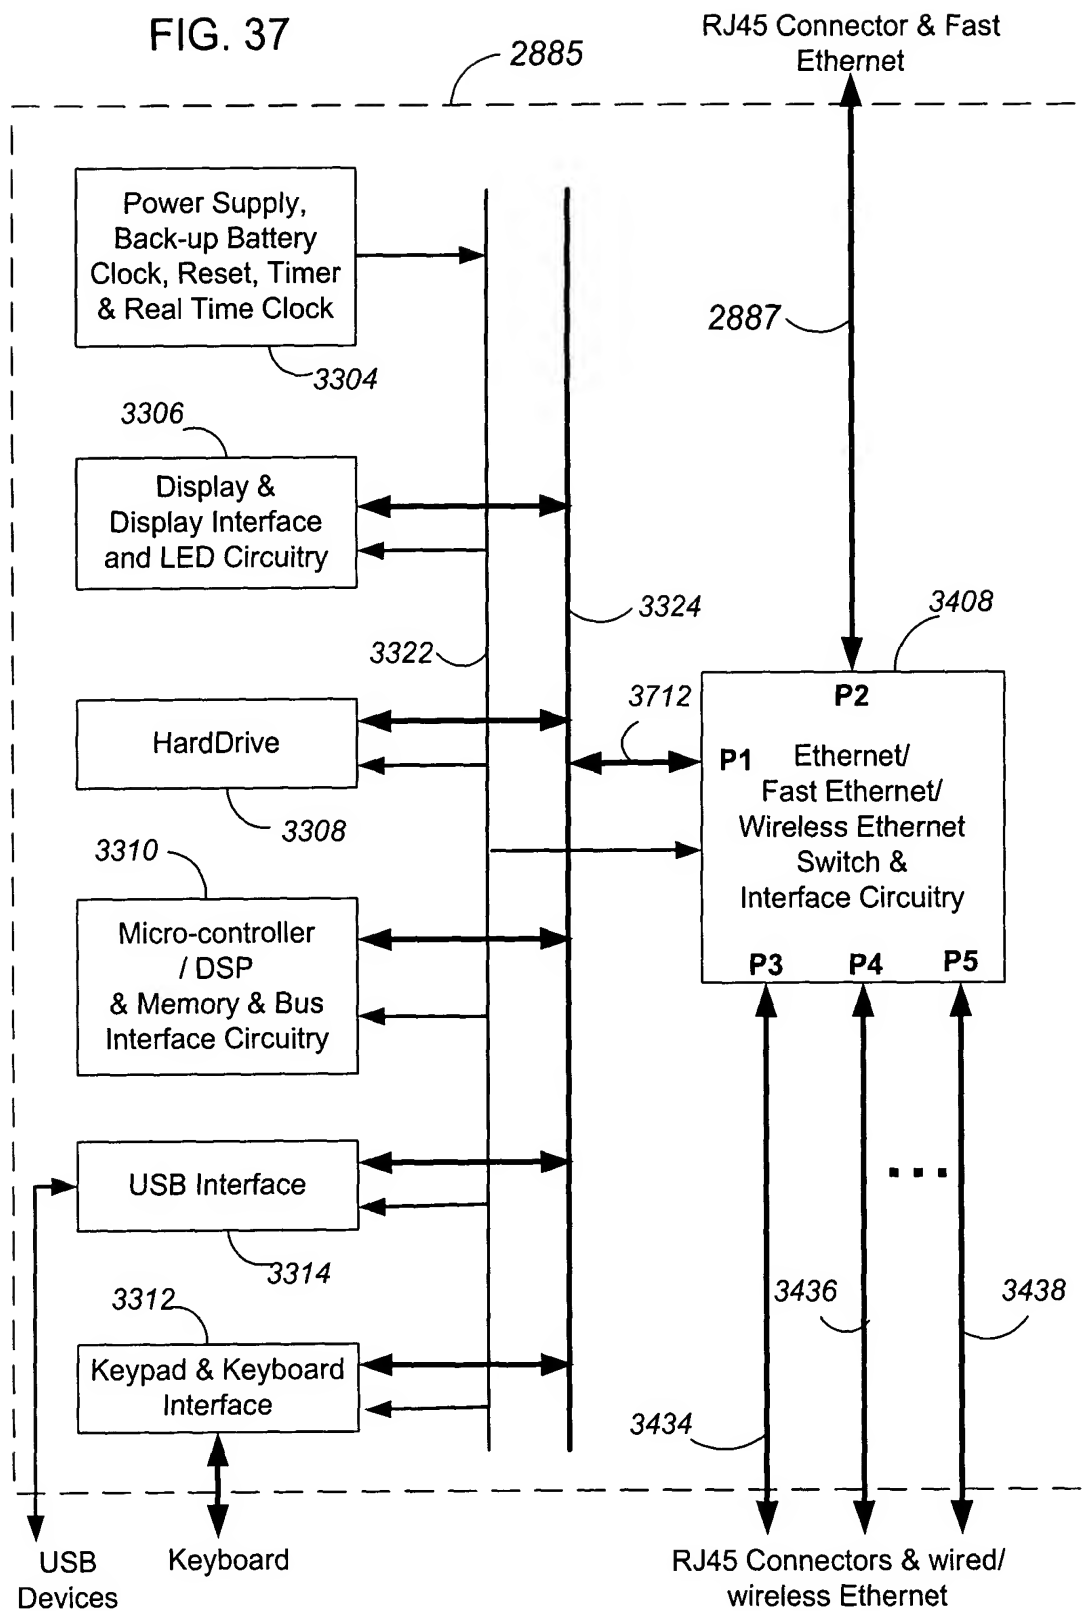 FIG. 37
2885
RJ45 Connector & Fast
Ethernet
Power Supply,
Back-up Battery
Clock, Reset, Timer
& Real Time Clock
3304
2887
3306
Display &
Display Interface
and LED Circuitry
3324
3322
3408
HardDrive
3308
3712
P2
P1
Ethernet/
Fast Ethernet/
Wireless Ethernet
Switch &
Interface Circuitry
P3 P4 P5
3310
Micro-controller
/ DSP
& Memory & Bus
Interface Circuitry
USB Interface
3314
...
3436
3438
3434
3312
Keypad & Keyboard
Interface
USB
Devices
Keyboard
RJ45 Connectors & wired/
wireless Ethernet